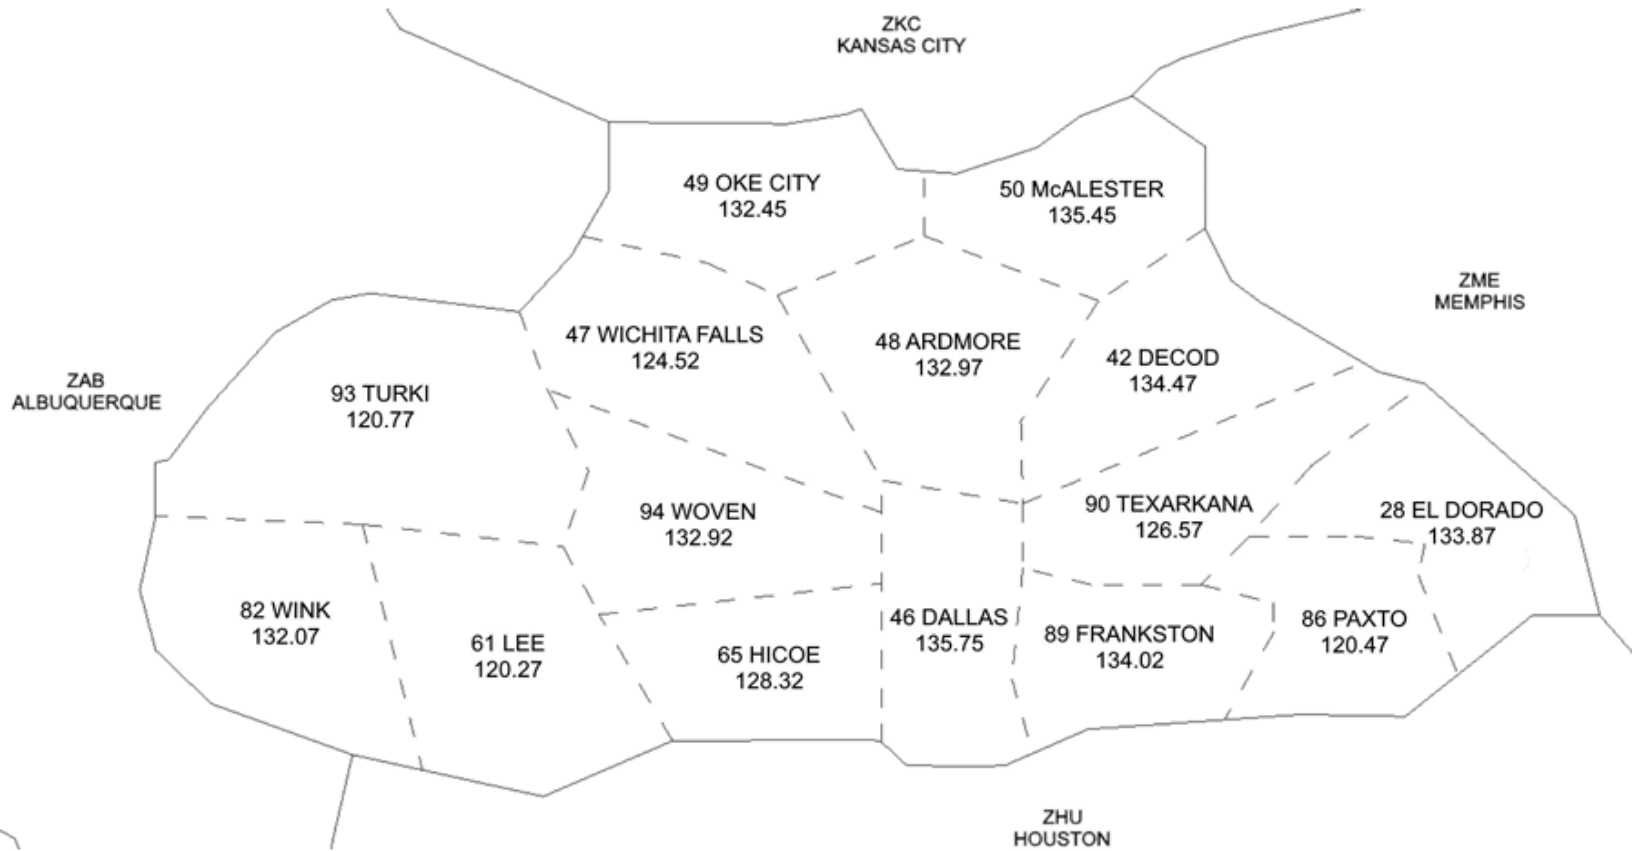 ZKC
KANSAS CITY
49 OKE CITY
132.45
50 McALESTER
135.45
ZME
MEMPHIS
47 WICHITA FALLS
124.52
48 ARDMORE
132.97
42 DECOD
134.47
ZAB
ALBUQUERQUE
93 TURKI
120.77
94 WOVEN
132.92
90 TEXARKANA
126.57
28 EL DORADO
133.87
82 WINK
132.07
61 LEE
120.27
65 HICOE
128.32
46 DALLAS
135.75
89 FRANKSTON
134.02
86 PAXTO
120.47
ZHU
HOUSTON